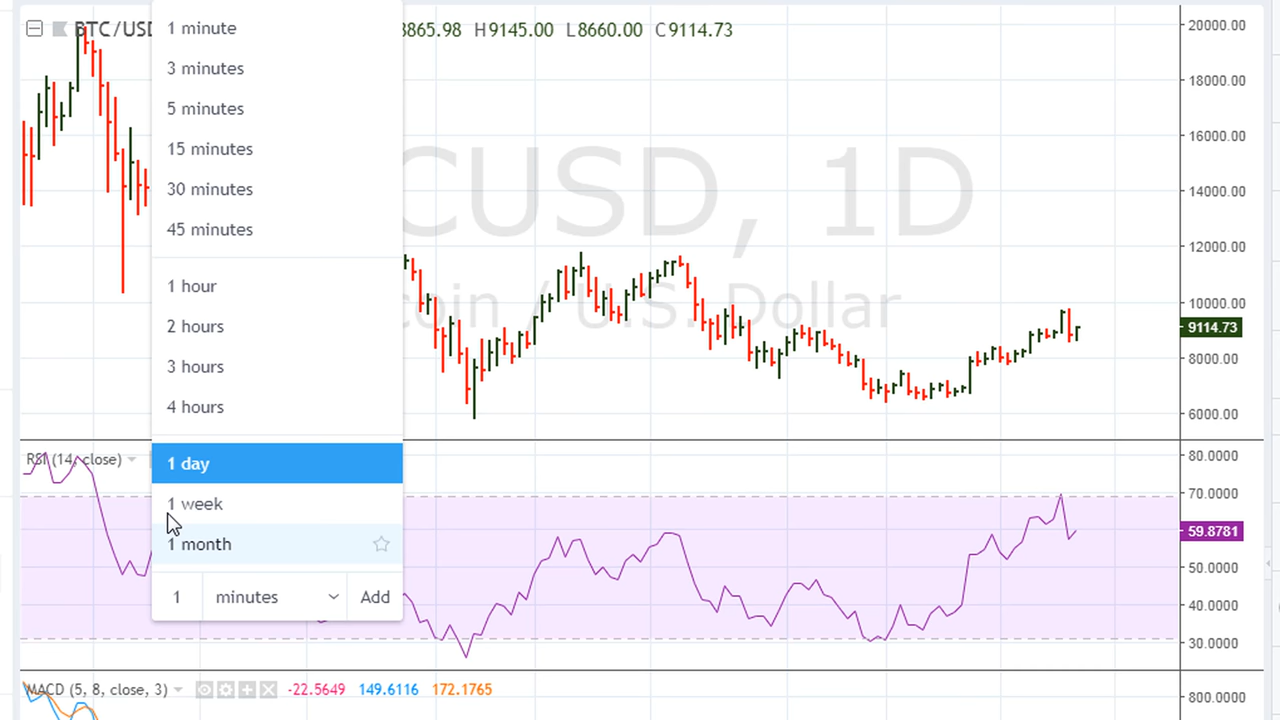 BTC/USD
8865.98 H9145.00 L8660.00 C9114.73
1 minute
3 minutes
5 minutes
15 minutes
30 minutes
45 minutes
1 hour
2 hours
3 hours
4 hours
1 day
1 week
1 month
1 minutes Add
CUSD, 1D
coin / U.S. Dollar
20000.00
18000.00
16000.00
14000.00
12000.00
10000.00
9114.73
8000.00
6000.00
RSI (14, close)
80.0000
70.0000
59.8781
50.0000
40.0000
30.0000
MACD (5, 8, close, 3) -22.5649 149.6116 172.1765
800.0000